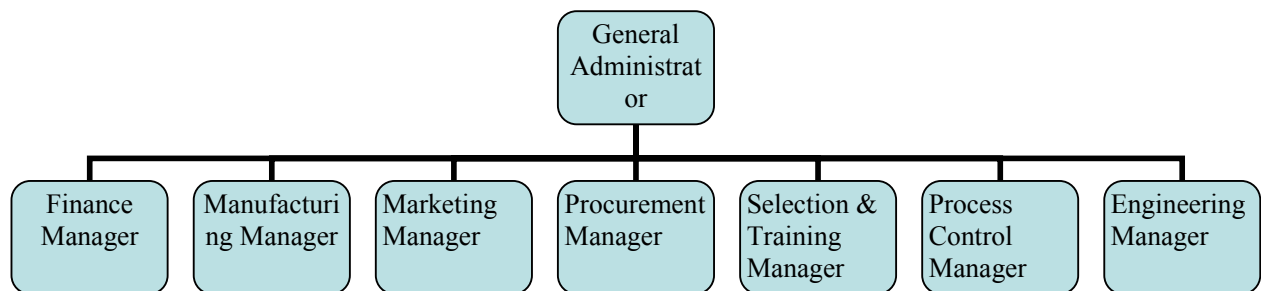 General
Administrat
or
Finance
Manager
Manufacturi
ng Manager
Marketing
Manager
Procurement
Manager
Selection &
Training
Manager
Process
Control
Manager
Engineering
Manager